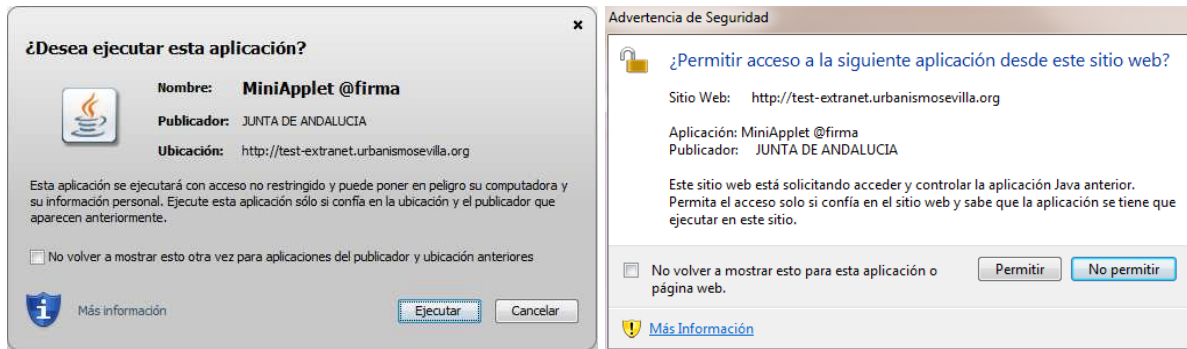 ¿Desea ejecutar esta aplicación?
Nombre: MiniApplet @firma
Publicador: JUNTA DE ANDALUCIA
Ubicación: http://test-extranet.urbanismosevilla.org
Esta aplicación se ejecutará con acceso no restringido y puede poner en peligro su computadora y
su información personal. Ejecute esta aplicación sólo si confía en la ubicación y el publicador que
aparecen anteriormente.
No volver a mostrar esto otra vez para aplicaciones del publicador y ubicación anteriores
Más información
Ejecutar
Cancelar
Advertencia de Seguridad
¿Permitir acceso a la siguiente aplicación desde este sitio web?
Sitio Web: http://test-extranet.urbanismosevilla.org
Aplicación: MiniApplet @firma
Publicador: JUNTA DE ANDALUCIA
Este sitio web está solicitando acceder y controlar la aplicación Java anterior.
Permita el acceso solo si confía en el sitio web y sabe que la aplicación se tiene que
ejecutar en este sitio.
No volver a mostrar esto para esta aplicación o
página web.
Permitir
No permitir
Más Información